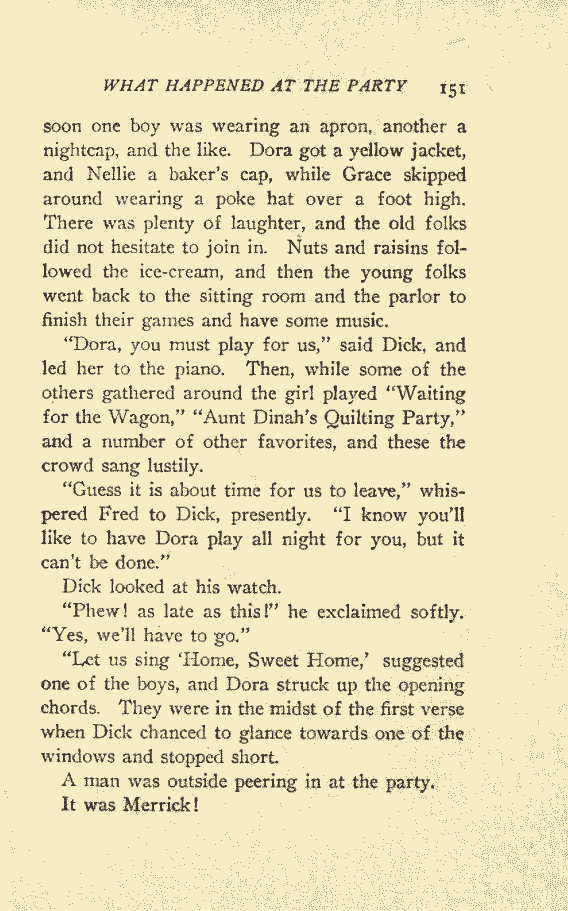 WHAT HAPPENED AT THE PARTY 151
soon one boy was wearing an apron, another a
nightcap, and the like. Dora got a yellow jacket,
and Nellie a baker's cap, while Grace skipped
around wearing a poke hat over a foot high.
There was plenty of laughter, and the old folks
did not hesitate to join in. Nuts and raisins fol-
lowed the ice-cream, and then the young folks
went back to the sitting room and the parlor to
finish their games and have some music.
"Dora, you must play for us," said Dick, and
led her to the piano. Then, while some of the
others gathered around the girl played "Waiting
for the Wagon," "Aunt Dinah's Quilting Party,"
and a number of other favorites, and these the
crowd sang lustily.
"Guess it is about time for us to leave," whis-
pered Fred to Dick, presently. "I know you'll
like to have Dora play all night for you, but it
can't be done."
Dick looked at his watch.
"Phew! as late as this!" he exclaimed softly.
"Yes, we'll have to go."
"Let us sing 'Home, Sweet Home,' suggested
one of the boys, and Dora struck up the opening
chords. They were in the midst of the first verse
when Dick chanced to glance towards one of the
windows and stopped short.
A man was outside peering in at the party.
It was Merrick!